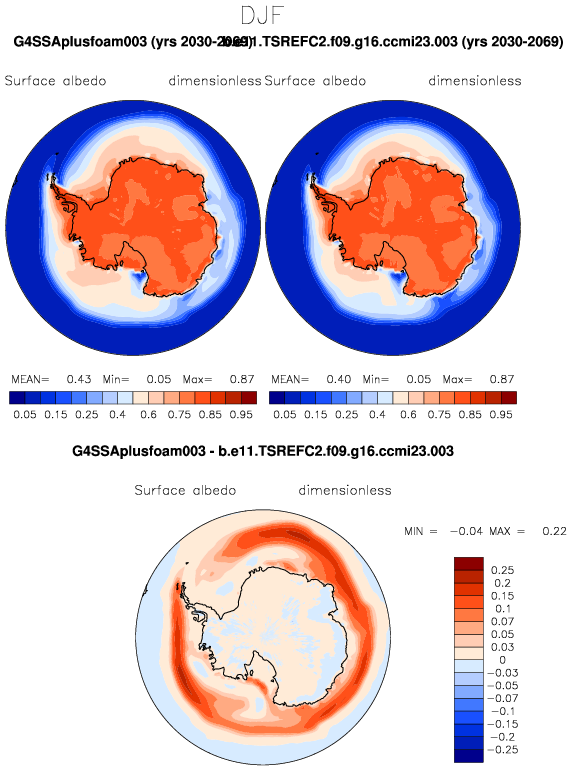 DJF
G4SSAplusfoam003 (yrs 2030-2069) b.e11.TSREFC2.f09.g16.ccmi23.003 (yrs 2030-2069)
Surface albedo dimensionless Surface albedo dimensionless
MEAN= 0.43 Min= 0.05 Max= 0.87 MEAN= 0.40 Min= 0.05 Max= 0.87
0.05 0.15 0.25 0.4 0.6 0.75 0.85 0.95 0.05 0.15 0.25 0.4 0.6 0.75 0.85 0.95
G4SSAplusfoam003 - b.e11.TSREFC2.f09.g16.ccmi23.003
Surface albedo dimensionless
MIN = -0.04 MAX = 0.22
0.25
0.2
0.15
0.1
0.07
0.05
0.03
0
-0.03
-0.05
-0.07
-0.1
-0.15
-0.2
-0.25